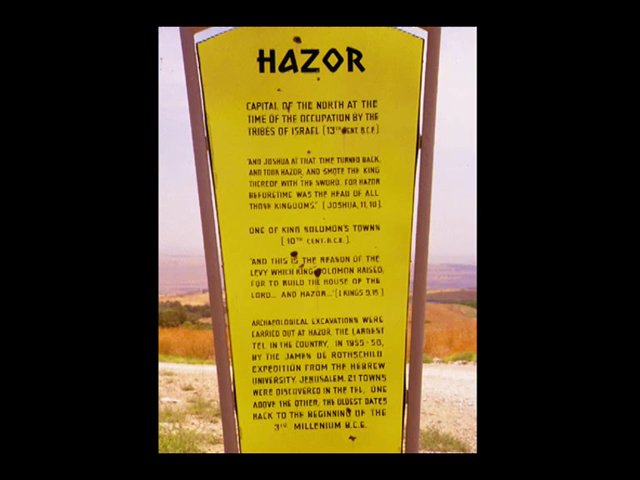 HAZOR
CAPITAL OF THE NORTH AT THE
TIME OF THE OCCUPATION BY THE
TRIBES OF ISRAEL (13TH CENT. B.C.E.)
"AND JOSHUA AT THAT TIME TURNED BACK,
AND TOOK HAZOR, AND SMOTE THE KING
THEREOF WITH THE SWORD: FOR HAZOR
BEFORETIME WAS THE HEAD OF ALL
THOSE KINGDOMS." (JOSHUA, 11, 10).
ONE OF KING SOLOMON'S TOWNS
(10TH CENT. B.C.E.).
"AND THIS IS THE REASON OF THE
LEVY WHICH KING SOLOMON RAISED;
FOR TO BUILD THE HOUSE OF THE
LORD... AND HAZOR..." (I KINGS 9,15)
ARCHAEOLOGICAL EXCAVATIONS WERE
CARRIED OUT AT HAZOR, THE LARGEST
TEL IN THE COUNTRY, IN 1955-58,
BY THE JAMES DE ROTHSCHILD
EXPEDITION FROM THE HEBREW
UNIVERSITY, JERUSALEM. 21 TOWNS
WERE DISCOVERED IN THE TEL, ONE
ABOVE THE OTHER, THE OLDEST DATES
BACK TO THE BEGINNING OF THE
3RD MILLENIUM B.C.E.